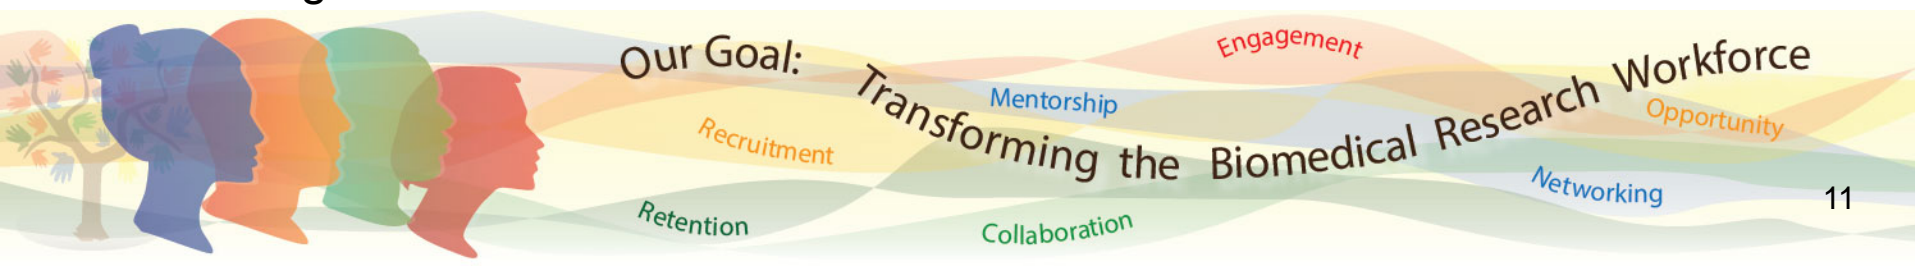 Our Goal: Transforming the Biomedical Research Workforce
Engagement
Mentorship
Opportunity
Recruitment
Networking
Retention
Collaboration
11